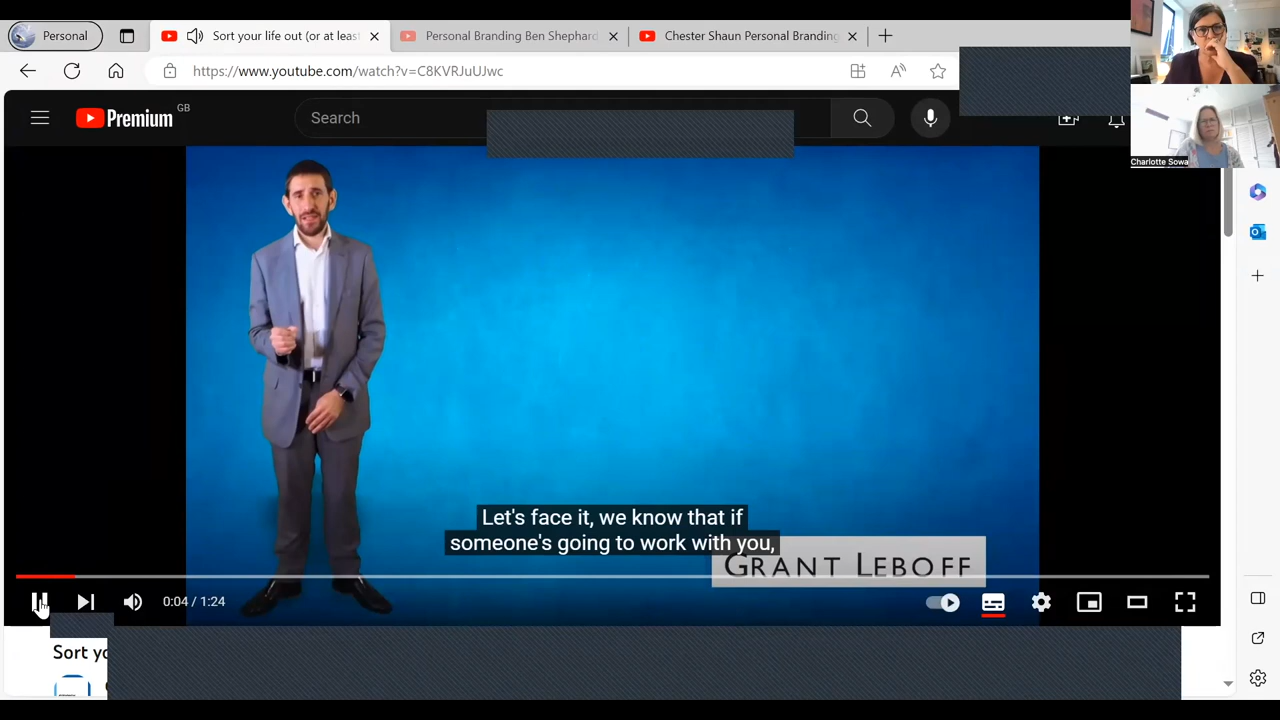 Personal
Sort your life out (or at leas
Personal Branding Ben Shephard
Chester Shaun Personal Branding
https://www.youtube.com/watch?v=C8KVRJuUJwc
Premium
GB
Search
Charlotte Sowa
Let's face it, we know that if
someone's going to work with you,
GRANT LEBOFF
0:04 / 1:24
Sort yo